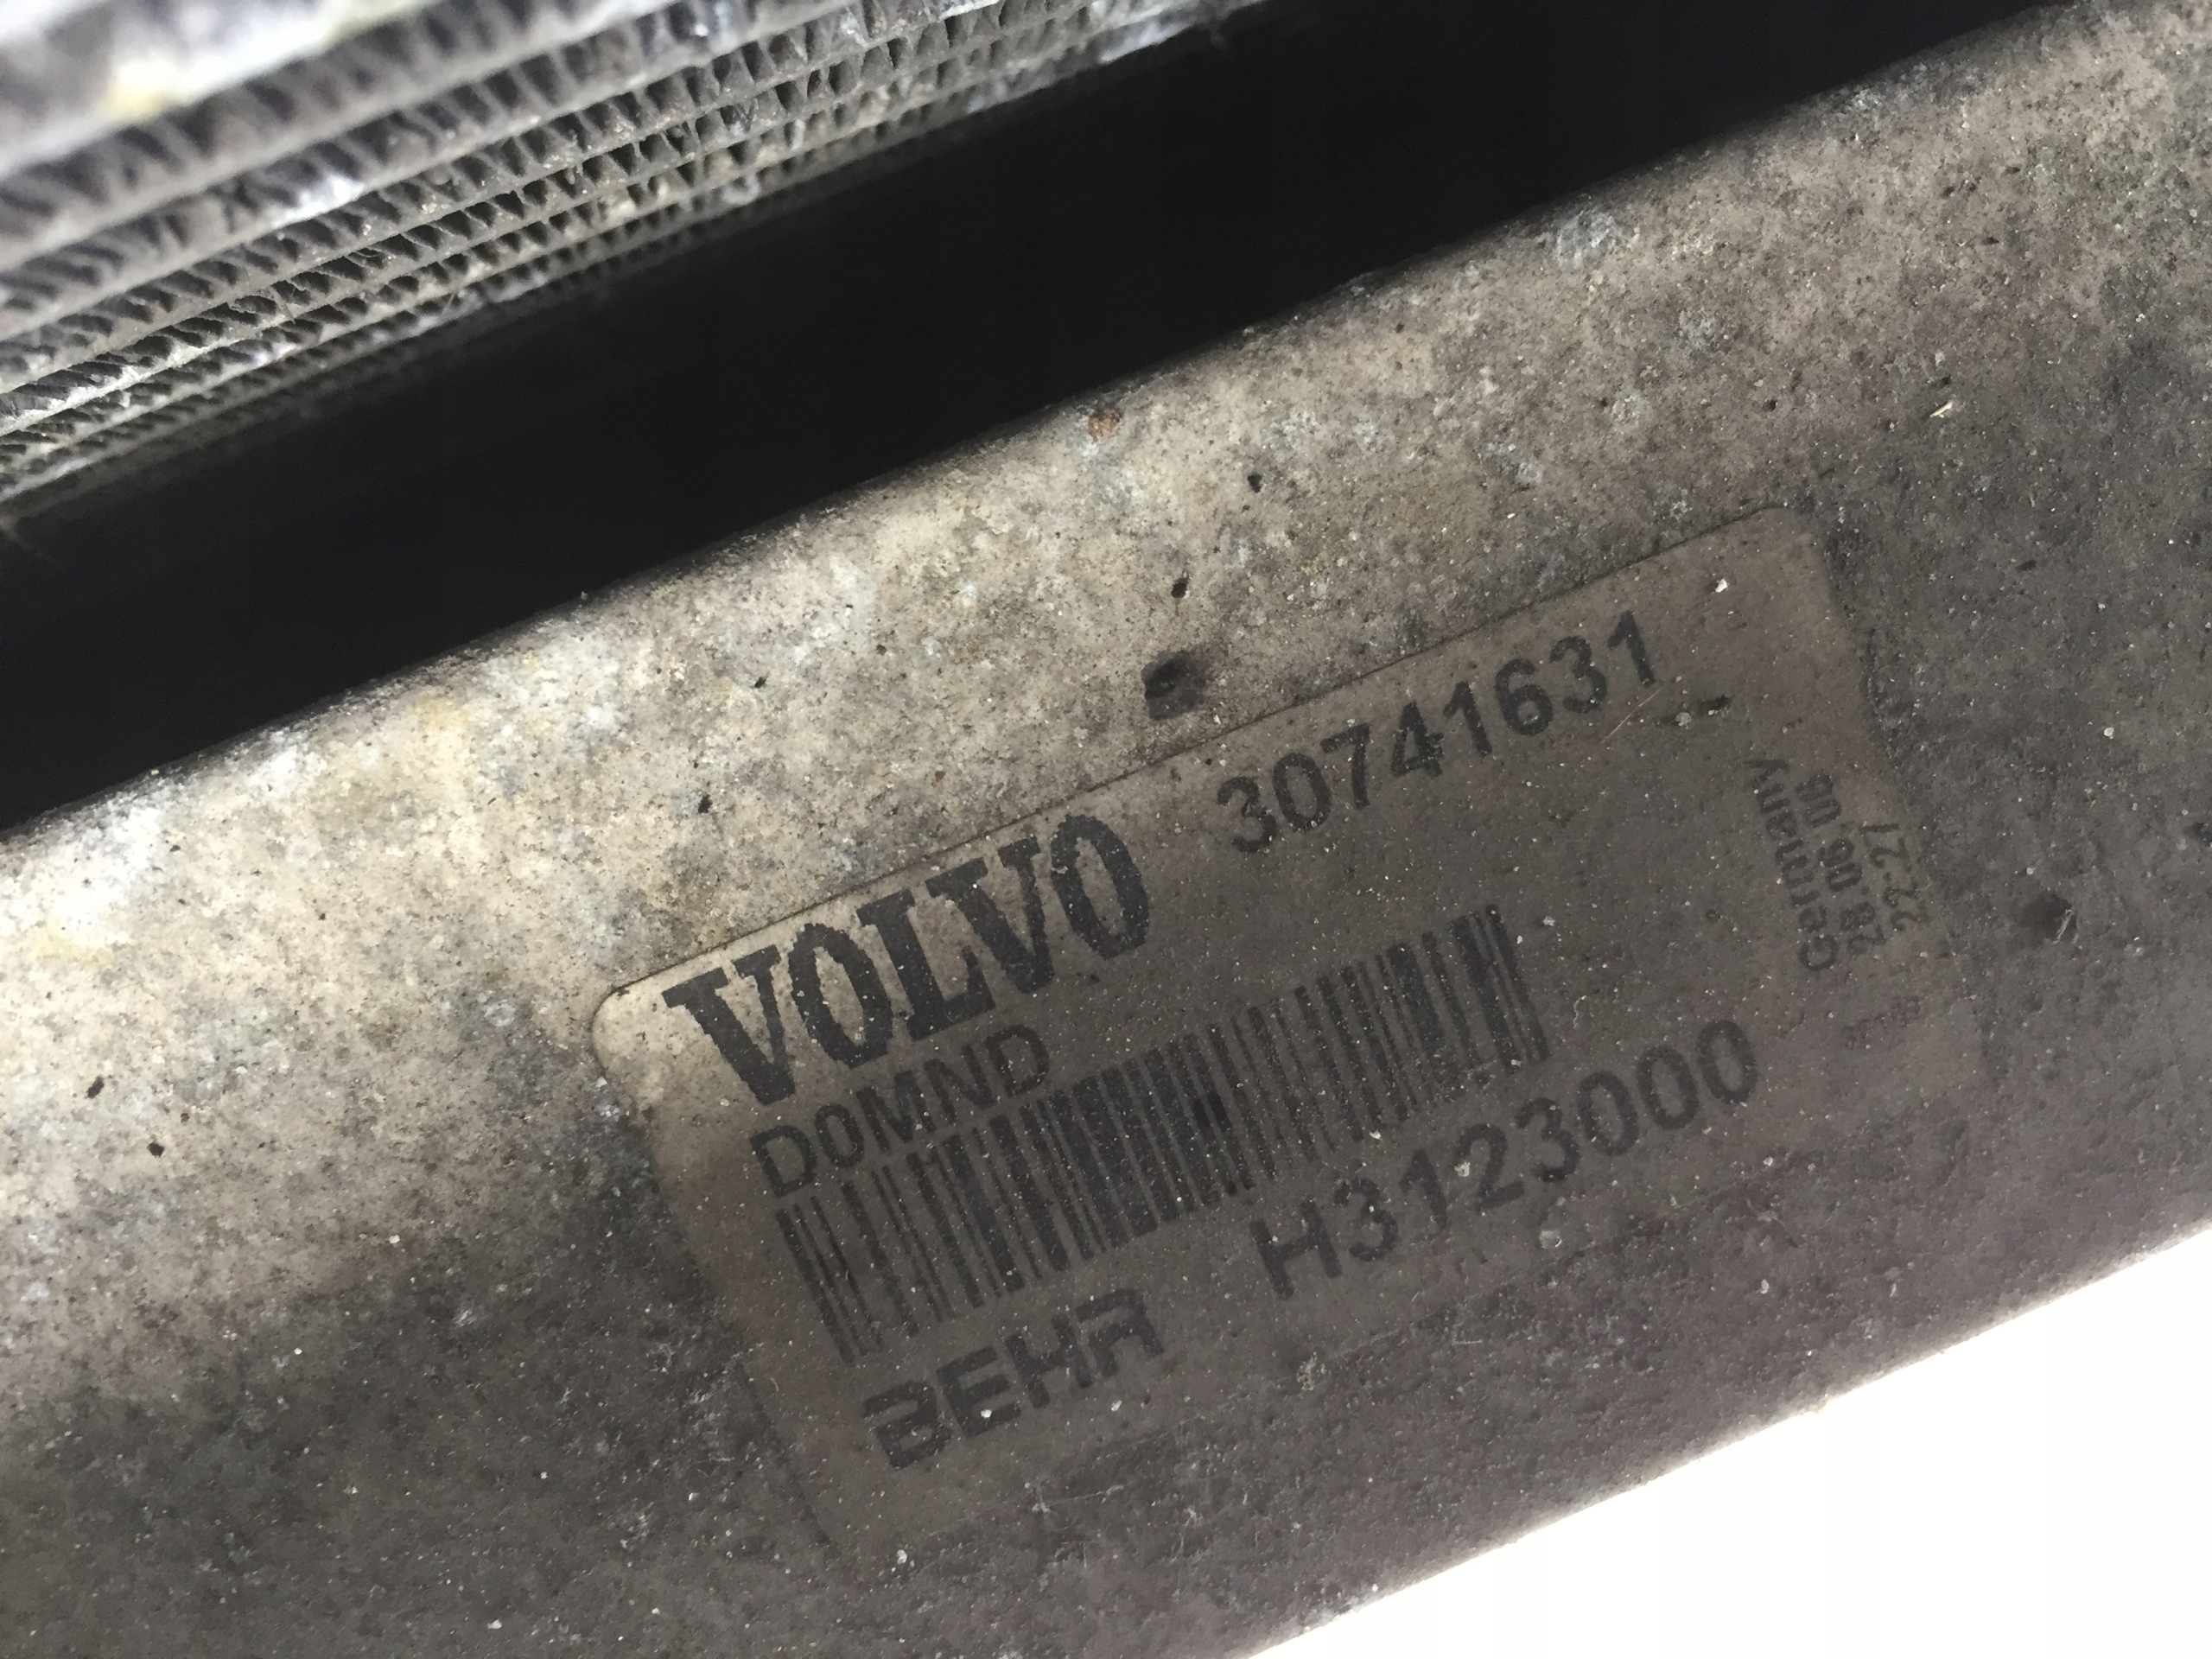 VOLVO 30741631
DOMND
BEHR H3123000
Germany
28.06.06
22:27